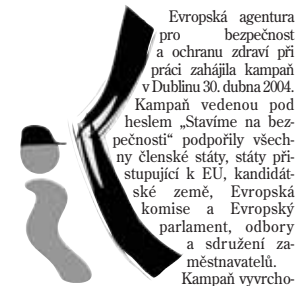 Evropská agentura
pro bezpečnost
a ochranu zdraví při
práci zahájila kampaň
v Dublinu 30. dubna 2004.
Kampaň vedenou pod
heslem „Stavíme na bez-
pečnosti“ podpořily všech-
ny členské státy, státy při-
stupující k EU, kandidát-
ské země, Evropská
komise a Evropský
parlament, odbory
a sdružení za-
městnavatelů.
Kampaň vyvrcho-